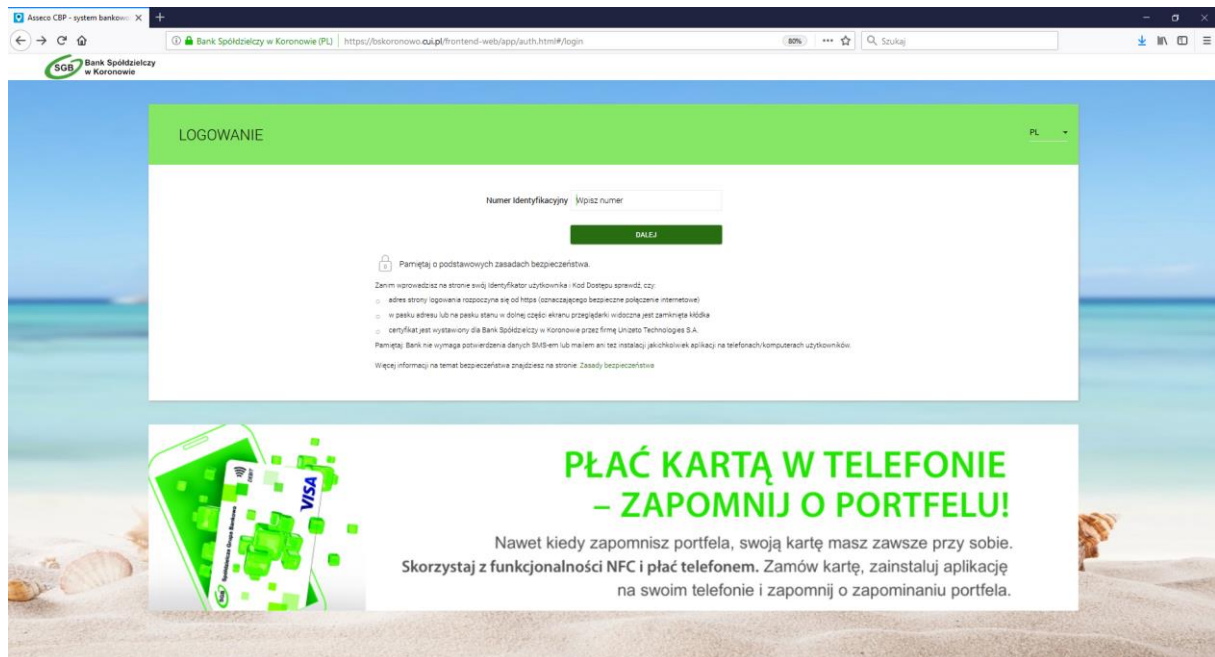 Asseco CBP - system bankowo
Bank Spółdzielczy w Koronowie (PL) https://bskoronowo.cui.pl/frontend-web/app/auth.html#/login 80% Szukaj
SGB Bank Spółdzielczy
w Koronowie
LOGOWANIE
PL
Numer Identyfikacyjny Wpisz numer
DALEJ
Pamiętaj o podstawowych zasadach bezpieczeństwa.
Zanim wprowadzisz na stronie swój Identyfikator użytkownika i Kod Dostępu sprawdź, czy:
adres strony logowania rozpoczyna się od https (oznaczającego bezpieczne połączenie internetowe)
w pasku adresu lub na pasku stanu w dolnej części ekranu przeglądarki widoczna jest zamknięta kłódka
certyfikat jest wystawiony dla Bank Spółdzielczy w Koronowie przez firmę Unizeto Technologies S.A.
Pamiętaj: Bank nie wymaga potwierdzenia danych SMS-em lub mailem ani też instalacji jakichkolwiek aplikacji na telefonach/komputerach użytkowników.
Więcej informacji na temat bezpieczeństwa znajdziesz na stronie: Zasady bezpieczeństwa
PŁAĆ KARTĄ W TELEFONIE
– ZAPOMNIJ O PORTFELU!
Nawet kiedy zapomnisz portfela, swoją kartę masz zawsze przy sobie.
Skorzystaj z funkcjonalności NFC i płać telefonem. Zamów kartę, zainstaluj aplikację
na swoim telefonie i zapomnij o zapominaniu portfela.
DEBIT
VISA
Spółdzielcza Grupa Bankowa
SGB